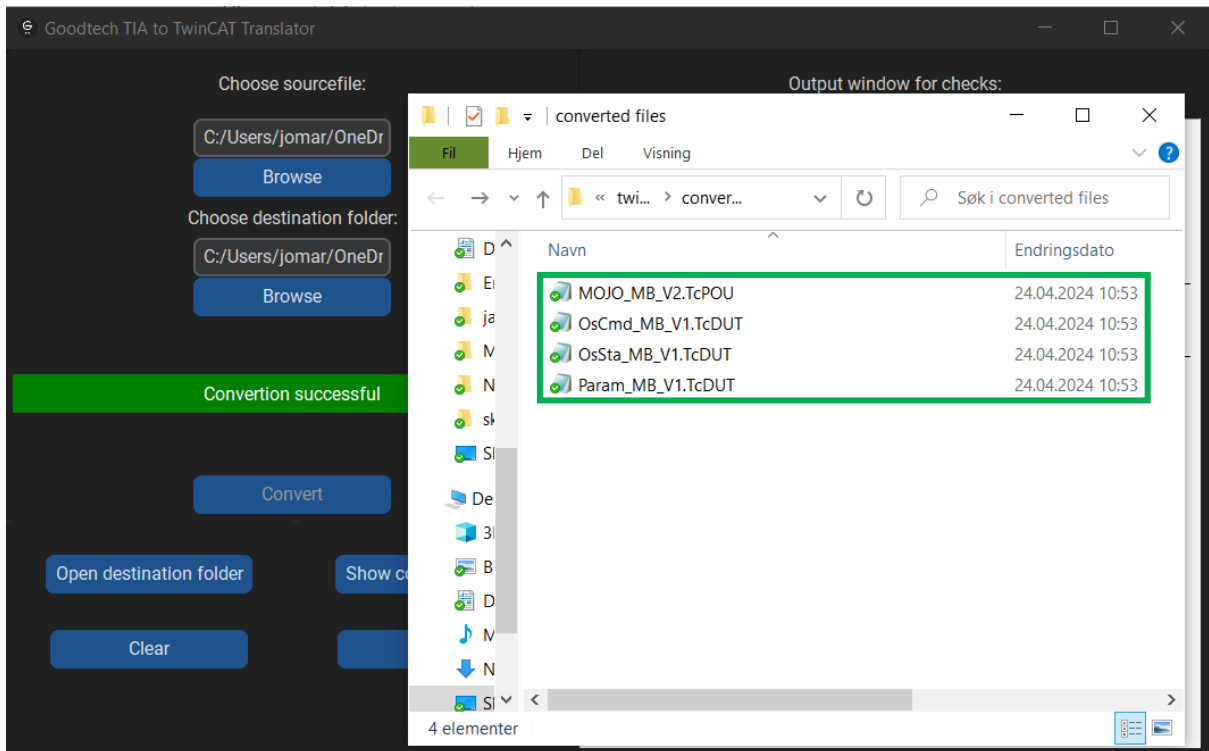 Goodtech TIA to TwinCAT Translator
Choose sourcefile:
C:/Users/jomar/OneDr
Browse
Choose destination folder:
C:/Users/jomar/OneDr
Browse
Convertion successful
Convert
Open destination folder
Show
Clear
Output window for checks:
converted files
Fil Hjem Del Visning
« twi... > conver...
Søk i converted files
Navn Endringsdato
MOJO_MB_V2.TcPOU 24.04.2024 10:53
OsCmd_MB_V1.TcDUT 24.04.2024 10:53
OsSta_MB_V1.TcDUT 24.04.2024 10:53
Param_MB_V1.TcDUT 24.04.2024 10:53
D
ja
M
N
De
B
D
M
N
4 elementer